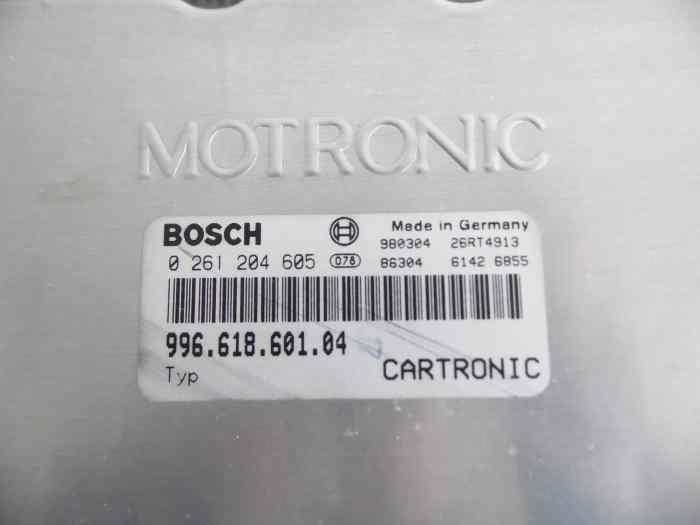 MOTRONIC
BOSCH Made in Germany
980304 26RT4913
0 261 204 605 078 86304 6142 6855
996.618.601.04
Typ CARTRONIC